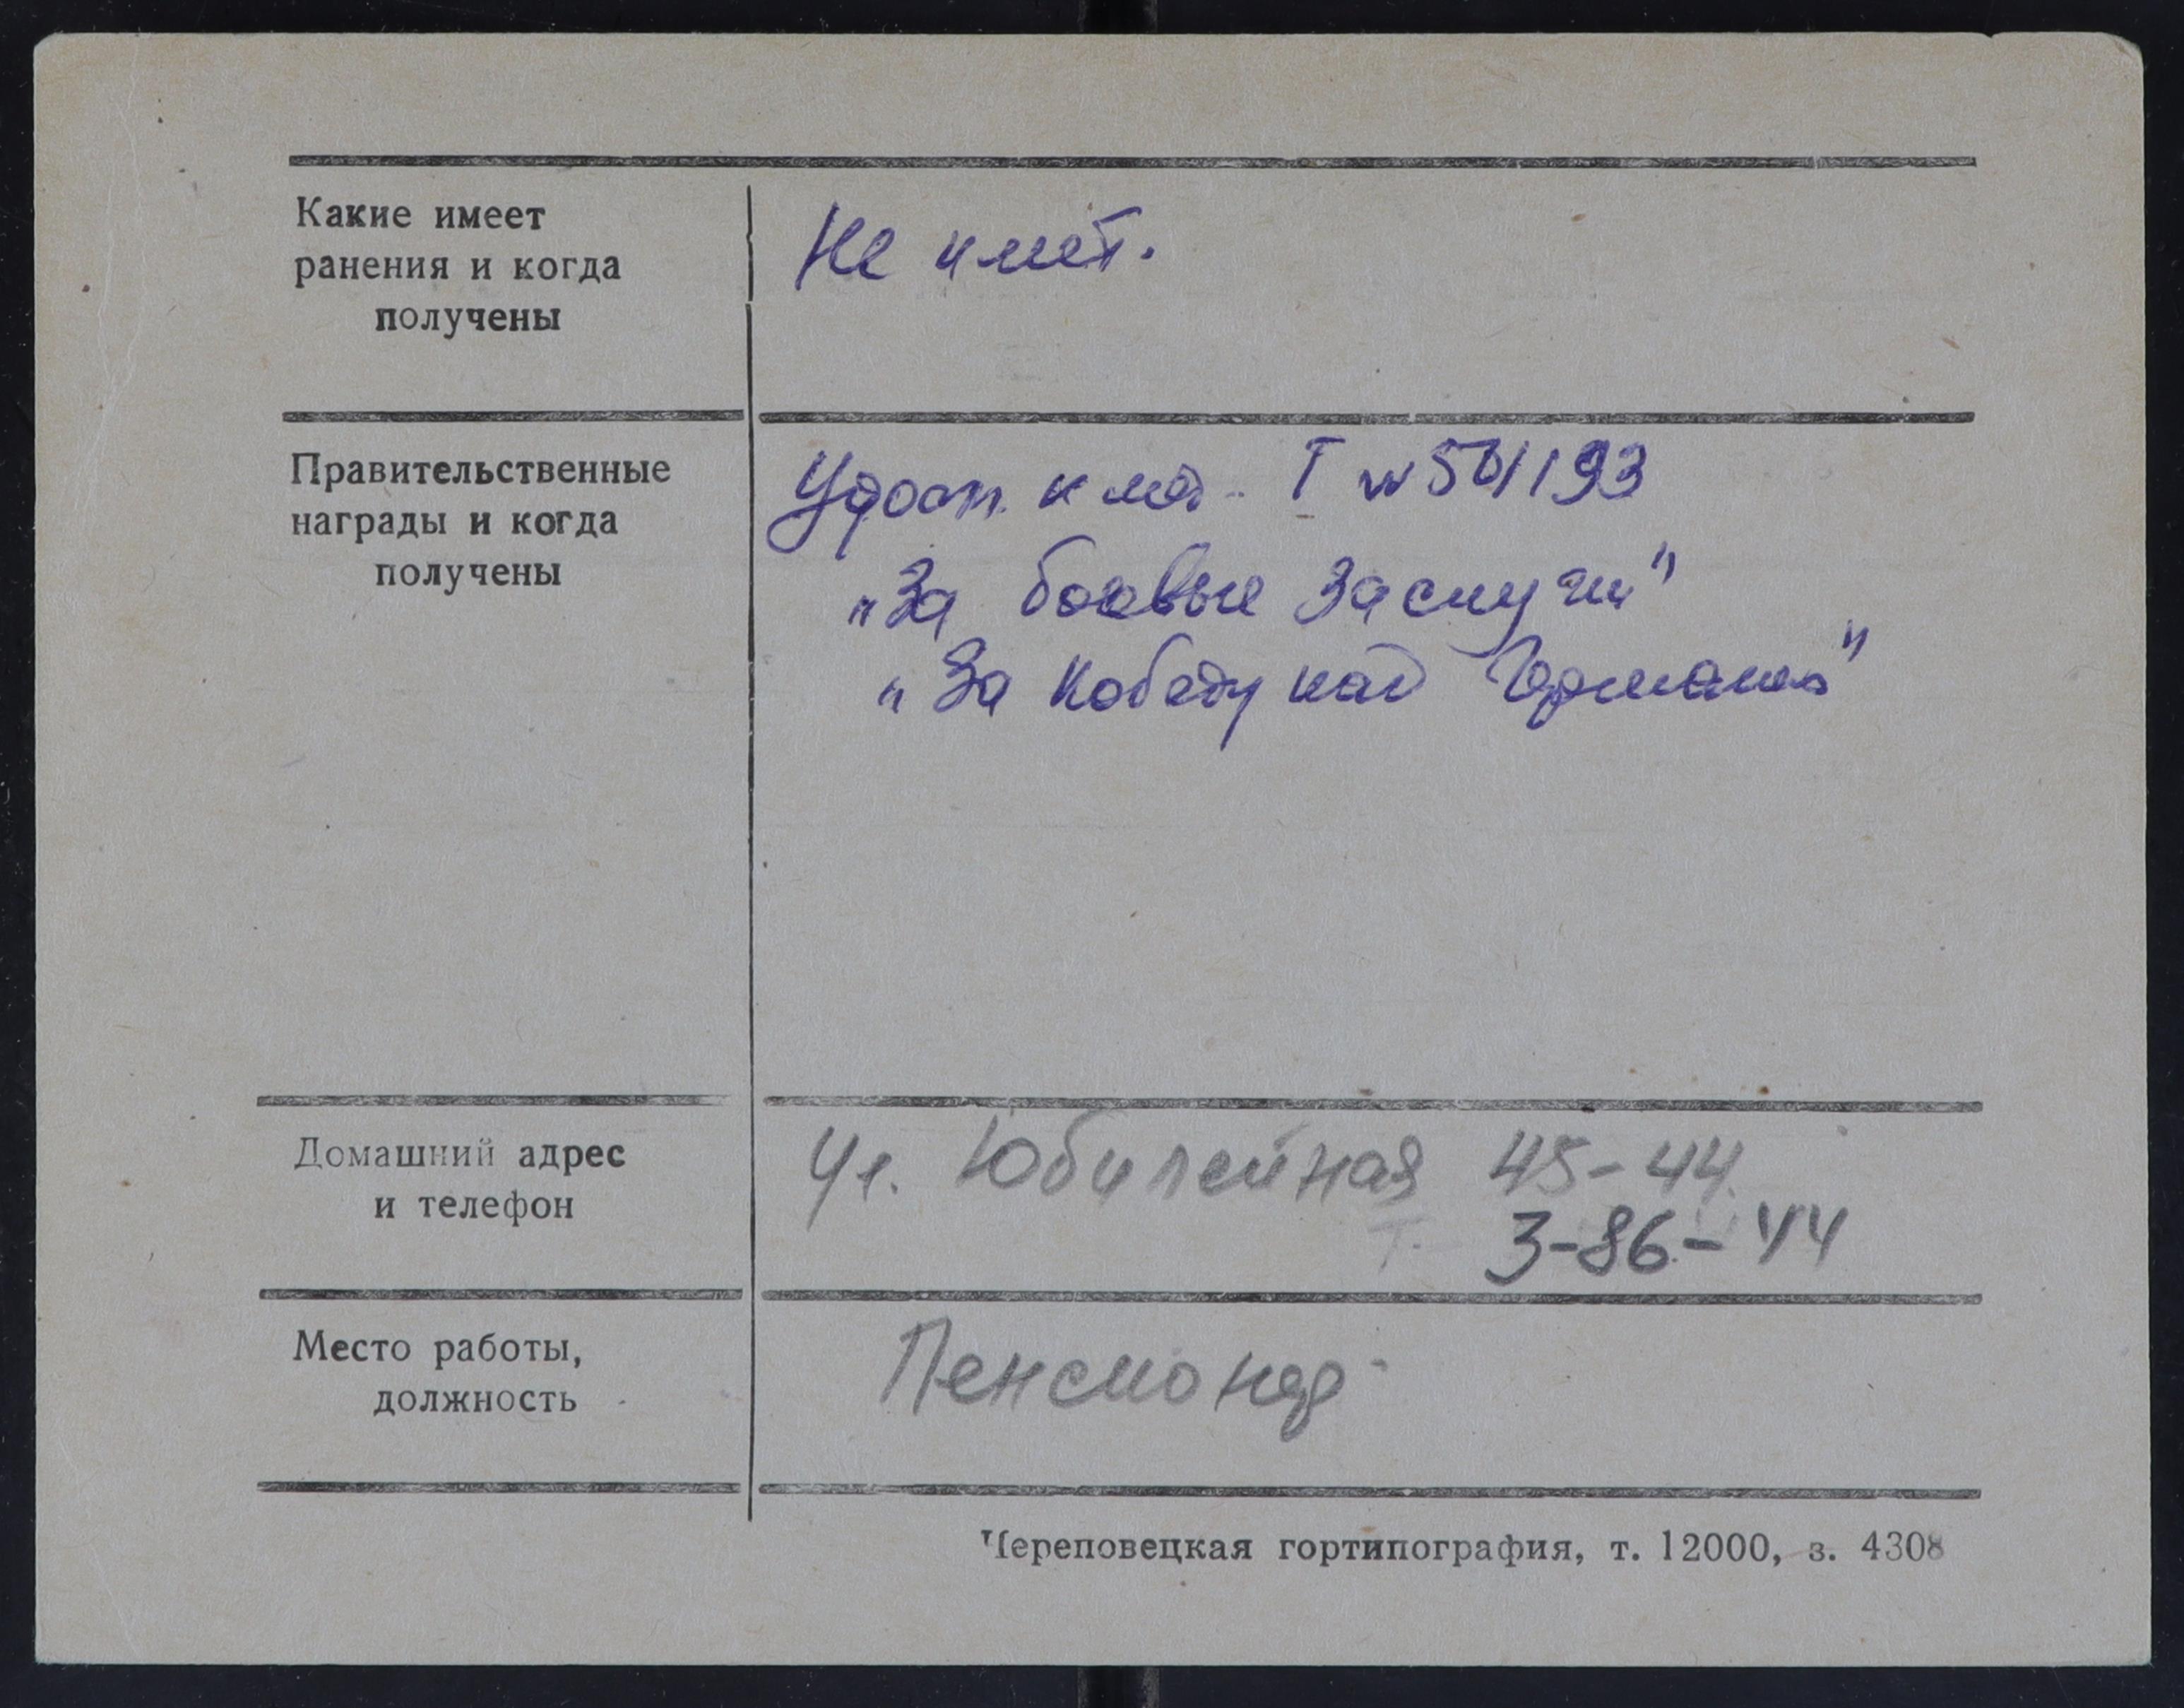 Какие имеет
ранения и когда
получены
Не имеет.
Правительственные
награды и когда
получены
Удост. к мед. Т №
"За боевые заслуги"
"За победу над Германией"
Домашний адрес
и телефон
Ул. Юбилейная 45-44
т. 3-86-44
Место работы,
должность
Пенсионер
Череповецкая гортипография, т. 12000, з. 4308